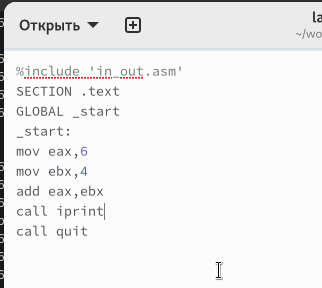 Открыть
la
~/wo
%include 'in_out.asm'
SECTION .text
GLOBAL _start
_start:
mov eax,6
mov ebx,4
add eax,ebx
call iprint
call quit